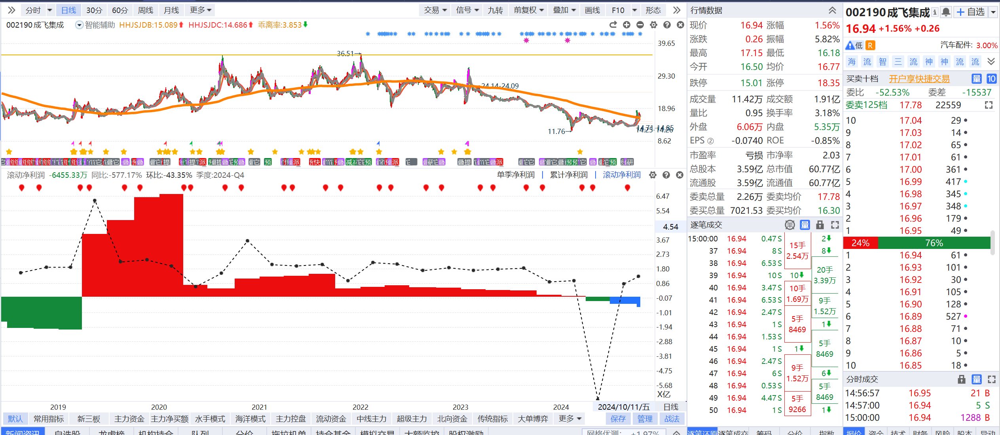 分时 日线 30分 60分 周线 月线 更多 交易 信号 九转 前复权 叠加 画线 F10 形态
002190 成飞集成 智能辅助 HHJSJDB:15.089 HHJSJDC:14.686 乖离率:3.853
39.65
36.51→
29.30
24.14-24.09
18.96
11.76→
8.62
滚动净利润 -6455.33万 同比:-577.17% 环比:-43.35% 季度:2024-Q4 单季净利润 | 累计净利润 | 滚动净利润
6.47
5.54
4.54
3.67
2.73
1.80
0.86
-0.07
-1.01
-1.94
-2.88
-3.81
-4.75
-5.68
X亿
2019 2020 2021 2022 2023 2024 2024/10/11/五 日线
默认 常用指标 新三板 主力资金 主力净买额 水手模式 海洋模式 主力控盘 流动资金 中线主力 超级主力 北向资金 传统指标 大单博弈 更多 保存 管理 战法
新闻资讯 自选股 龙虎榜 机构持仓 队列 分价 拖拉机单 持仓基金 模拟交易 大额监控 股权激励 网格优测: +1.97%
行情数据
现价 16.94 涨幅 1.56%
涨跌 0.26 振幅 5.82%
最高 17.15 最低 16.18
今开 16.50 均价 16.77
跌停 15.01 涨停 18.35
成交量 11.42万 成交额 1.91亿
量比 0.95 换手率 3.18%
外盘 6.06万 内盘 5.35万
EPS ② -0.0740 ROE -0.85%
市盈率 亏损 市净率 2.03
总股本 3.59亿 总市值 60.77亿
流通股 3.59亿 流通值 60.77亿
委卖总量 2.26万 委卖均价 17.78
委买总量 7021.53 委买均价 16.30
逐笔成交 单 量
15:00:00 16.94 0.47 S
37 16.94 8 S
38 16.94 6.53 S
39 16.94 10 S
40 16.94 3.47 S
41 16.94 6.53 S
42 16.94 2.47 S
43 16.94 1 S
44 16.94 1.53 S
45 16.94 1 S
46 16.94 2.47 S
47 16.94 6 S
48 16.94 0.53 S
49 16.94 4.47 S
50 16.94 1 S
15手
2.54万
10
10手
1.69万
5手
8469
1
9手
1.52万
5手
9266
2
8
20手
3.39万
9手
1.52万
1
5手
8469
6
5手
8469
1
逐笔还原 逐笔成交 筹码 分价 指数
002190 成飞集成 i + 自选
16.94 +1.56% +0.26
低 R 汽车配件: 3.00%
海 流 智 三 流 神 神 流 流
买卖十档 开户享快捷交易 量 10
委比 -52.53% 委差 -15537
委卖125档 17.78 22559
10 17.04 29
9 17.03 14
8 17.02 65
7 17.01 61
6 17.00 361
5 16.99 417
4 16.98 345
3 16.97 348
2 16.96 179
1 16.95 49
24% 76%
1 16.94 61
2 16.93 101
3 16.92 30
4 16.91 105
5 16.90 128
6 16.89 527
7 16.88 71
8 16.87 10
9 16.86 5
10 16.85 18
分时成交 量
14:56:57 16.95 21 B
14:57:00 16.94 5 S
15:00:00 16.94 1288 B
报价 资金 技术 财务 风险 股本 异动